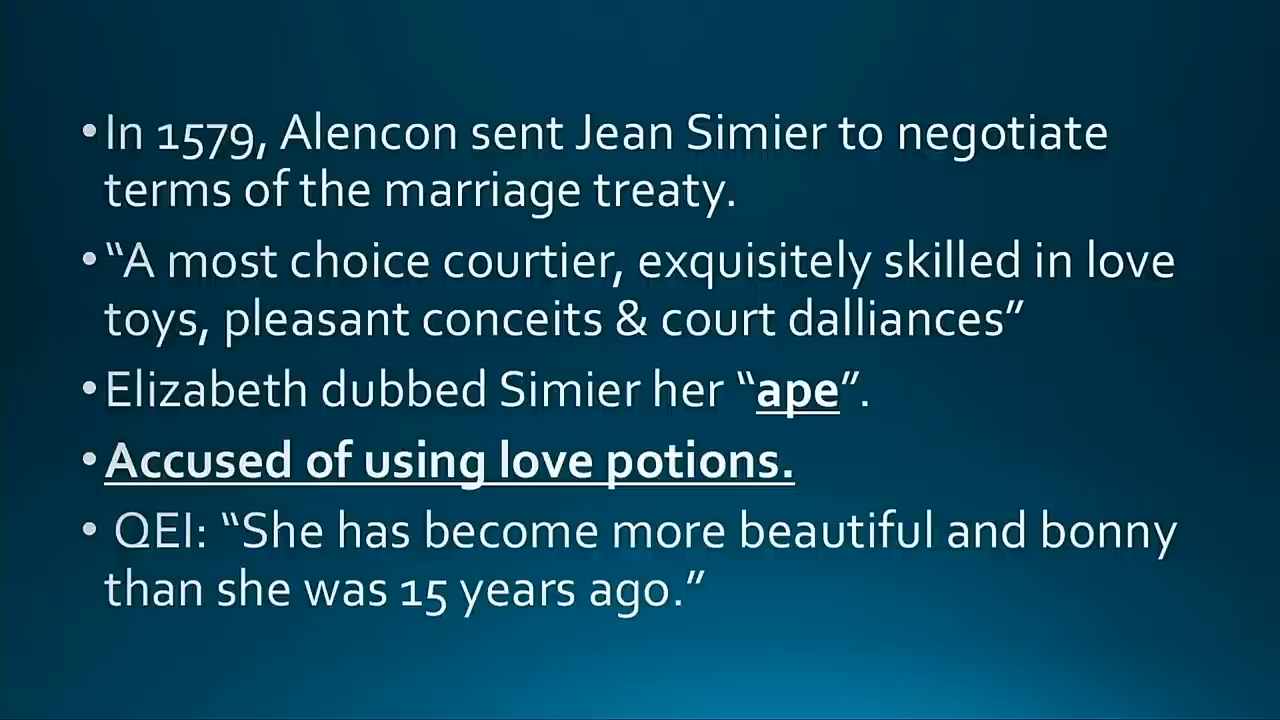 •In 1579, Alencon sent Jean Simier to negotiate
terms of the marriage treaty.
•“A most choice courtier, exquisitely skilled in love
toys, pleasant conceits & court dalliances”
•Elizabeth dubbed Simier her “ape”.
•Accused of using love potions.
• QEI: “She has become more beautiful and bonny
than she was 15 years ago.”